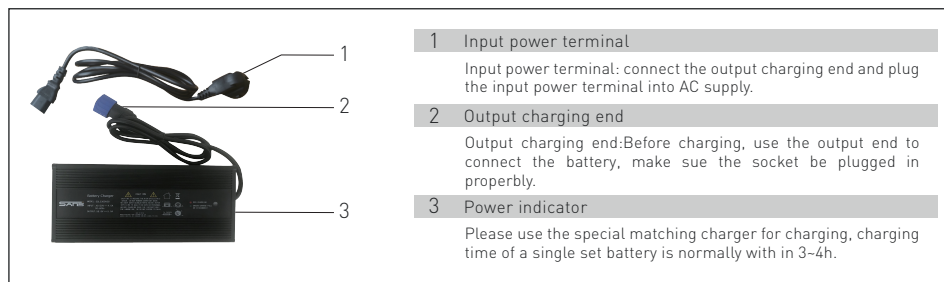 1
2
3
SAME
Battery Charger
1 Input power terminal
Input power terminal: connect the output charging end and plug
the input power terminal into AC supply.
2 Output charging end
Output charging end:Before charging, use the output end to
connect the battery, make sue the socket be plugged in
properbly.
3 Power indicator
Please use the special matching charger for charging, charging
time of a single set battery is normally with in 3~4h.